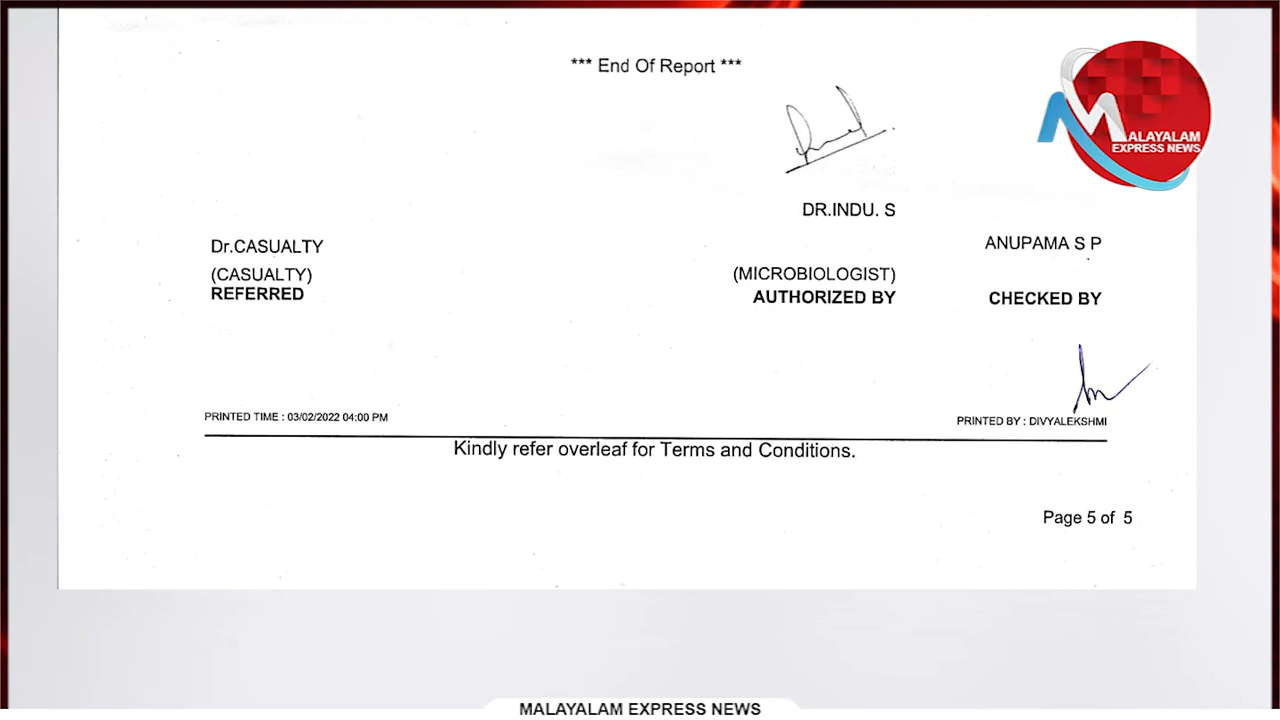 *** End Of Report ***
ALAYALAM
EXPRESS NEWS
DR.INDU. S
Dr.CASUALTY
ANUPAMA S P
(CASUALTY)
(MICROBIOLOGIST)
REFERRED
AUTHORIZED BY
CHECKED BY
PRINTED TIME : 03/02/2022 04:00 PM
PRINTED BY : DIVYALEKSHMI
Kindly refer overleaf for Terms and Conditions.
Page 5 of 5
MALAYALAM EXPRESS NEWS